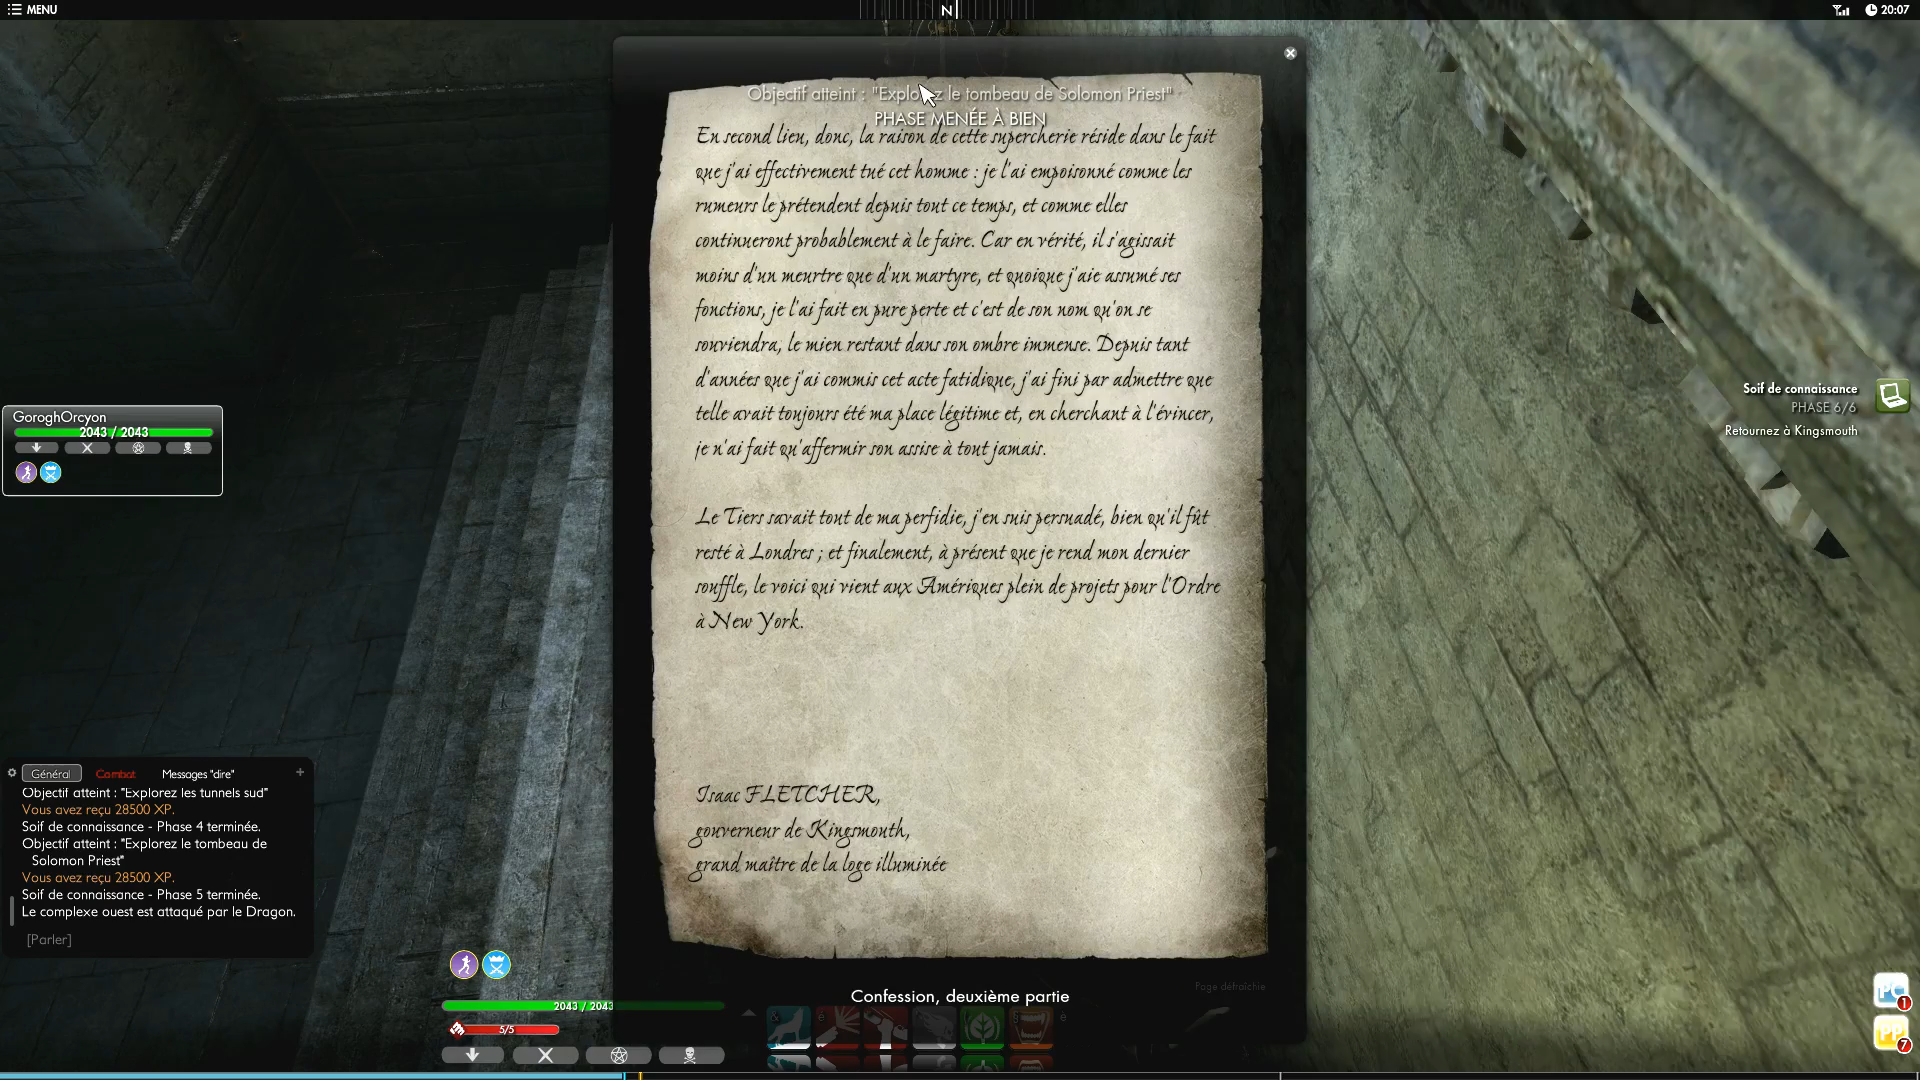 MENU
N
20:07
Objectif atteint : "Explorez le tombeau de Solomon Priest"
PHASE MENÉE À BIEN
En second lien, donc, la raison de cette supercherie réside dans le fait
que j'ai effectivement tué cet homme : je l'ai empoisonné comme les
rumeurs le prétendent depuis tout ce temps, et comme elles
continueront probablement à le faire. Car en vérité, il s'agissait
moins d'un meurtre que d'un martyre, et quoique j'aie assumé ses
fonctions, je l'ai fait en pure perte et c'est de son nom qu'on se
souviendra, le mien restant dans son ombre immense. Depuis tant
d'années que j'ai commis cet acte fatidique, j'ai fini par admettre que
telle avait toujours été ma place légitime et, en cherchant à l'évincer,
je n'ai fait qu'affermir son assise à tout jamais.
Le Tiers savait tout de ma perfidie, j'en suis persuadé, bien qu'il fût
resté à Londres ; et finalement, à présent que je rend mon dernier
souffle, le voici qui vient aux Amériques plein de projets pour l'Ordre
à New York.
Isaac FLETCHER,
gouverneur de Kingsmouth,
grand maître de la loge illuminée
Page défraîchie
Confession, deuxième partie
Soif de connaissance
PHASE 6/6
Retournez à Kingsmouth
GoroghOrcyon
2043 / 2043
Général
Combat
Messages "dire"
Objectif atteint : "Explorez les tunnels sud"
Vous avez reçu 28500 XP.
Soif de connaissance - Phase 4 terminée.
Objectif atteint : "Explorez le tombeau de
Solomon Priest"
Vous avez reçu 28500 XP.
Soif de connaissance - Phase 5 terminée.
Le complexe ouest est attaqué par le Dragon.
[Parler]
2043 / 2043
5/5
PC
1
PP
7